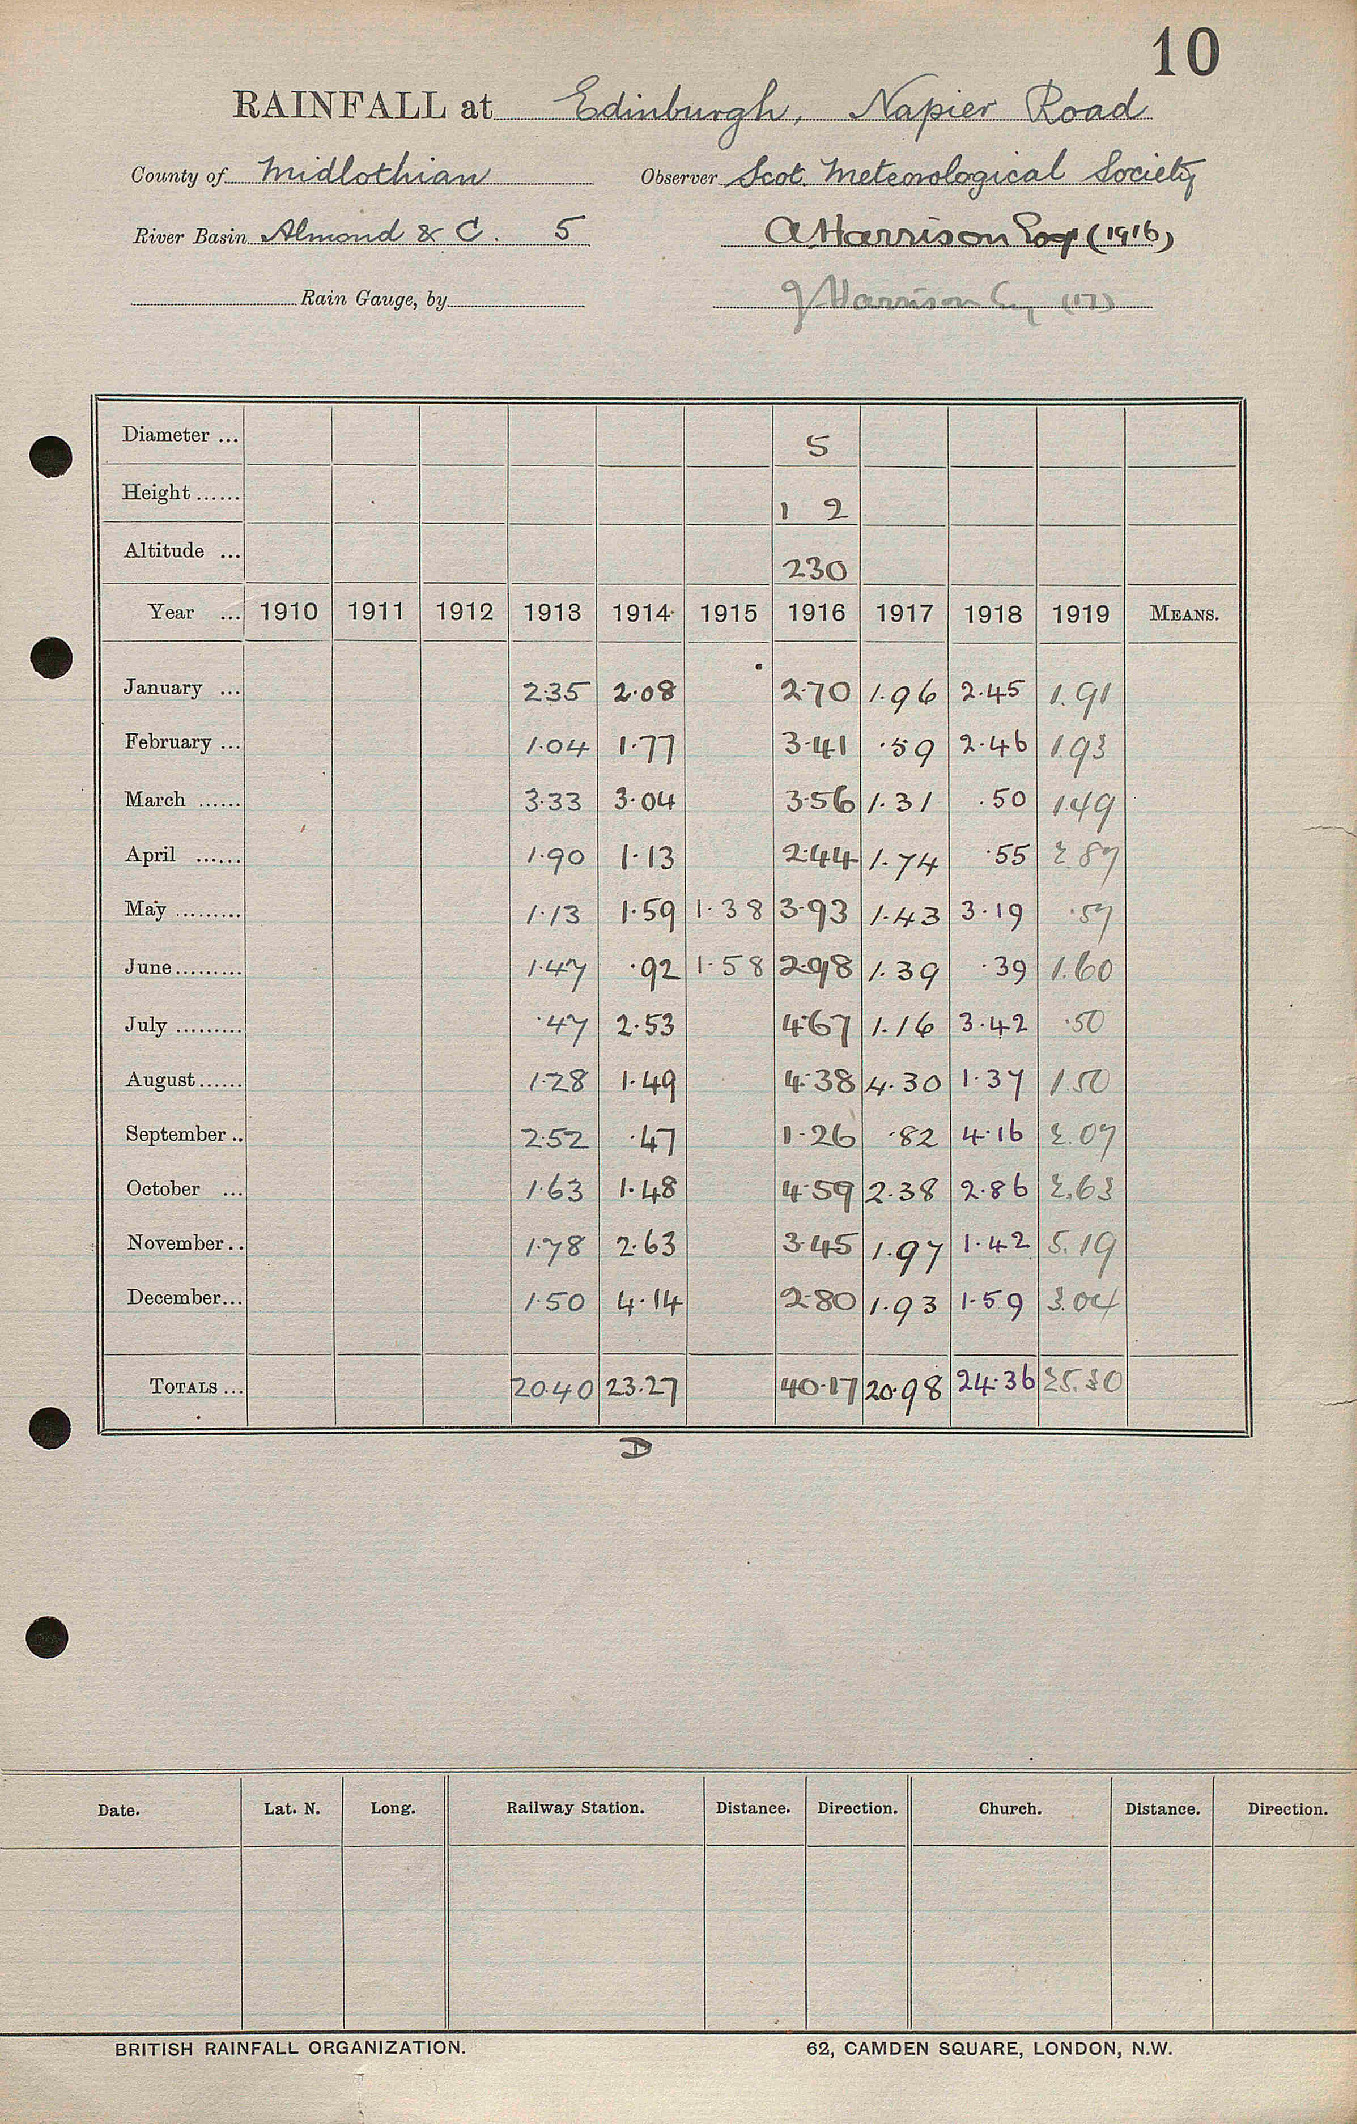 10
RAINFALL at Edinburgh, Napier Road
County of Midlothian Observer Scot. Meteorological Society
River Basin Almond & C. 5 A Harrison Esq (1916)
Rain Gauge, by J Harrison Esq (17)
Diameter ... 5
Height ...... 1 2
Altitude ... 230
Year ... 1910 1911 1912 1913 1914 1915 1916 1917 1918 1919 MEANS.
January ... 2.35 2.08 2.70 1.96 2.45 1.91
February ... 1.04 1.77 3.41 .59 2.46 1.93
March ...... 3.33 3.04 3.56 1.31 .50 1.49
April ...... 1.90 1.13 2.44 1.74 .55 2.87
May ......... 1.13 1.59 1.38 3.93 1.43 3.19 .57
June ......... 1.47 .92 1.58 2.98 1.39 .39 1.60
July ......... .47 2.53 4.67 1.16 3.42 .50
August ...... 1.28 1.49 4.38 4.30 1.37 1.50
September .. 2.52 .47 1.26 .82 4.16 2.07
October ... 1.63 1.48 4.59 2.38 2.86 2.63
November .. 1.78 2.63 3.45 1.97 1.42 5.19
December ... 1.50 4.14 2.80 1.93 1.59 3.04
TOTALS ... 20.40 23.27 40.17 20.98 24.36 25.30
D
Date. Lat. N. Long. Railway Station. Distance. Direction. Church. Distance. Direction.
BRITISH RAINFALL ORGANIZATION. 62, CAMDEN SQUARE, LONDON, N.W.